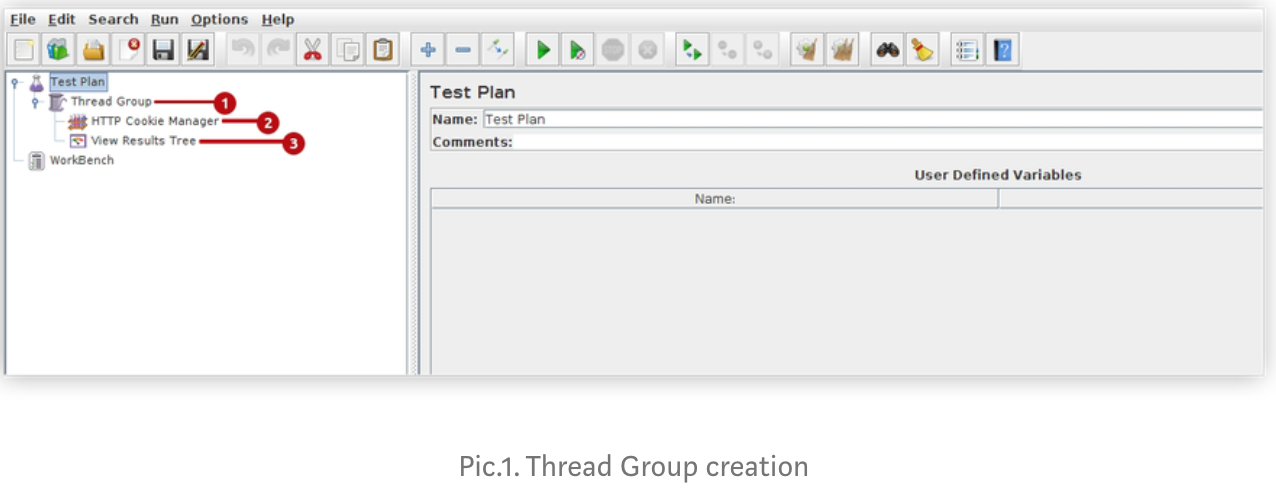 File Edit Search Run Options Help
Test Plan
Thread Group 1
HTTP Cookie Manager 2
View Results Tree 3
WorkBench
Test Plan
Name: Test Plan
Comments:
User Defined Variables
Name:
Pic.1. Thread Group creation